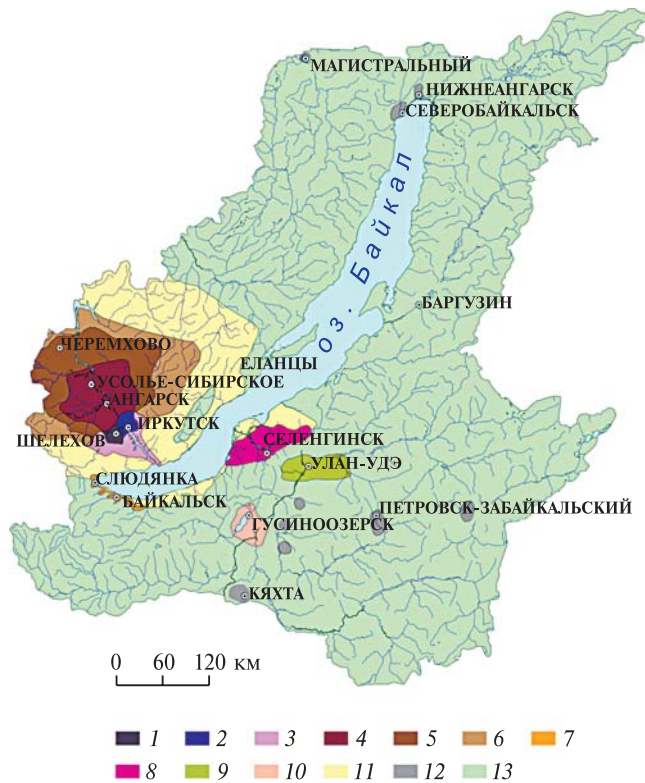 МАГИСТРАЛЬНЫЙ
НИЖНЕАНГАРСК
СЕВЕРОБАЙКАЛЬСК
оз. Байкал
БАРГУЗИН
ЧЕРЕМХОВО
ЕЛАНЦЫ
УСОЛЬЕ-СИБИРСКОЕ
АНГАРСК
ИРКУТСК
ШЕЛЕХОВ
СЕЛЕНГИНСК
УЛАН-УДЭ
СЛЮДЯНКА
БАЙКАЛЬСК
ПЕТРОВСК-ЗАБАЙКАЛЬСКИЙ
ГУСИНООЗЕРСК
КЯХТА
0 60 120 км
1 2 3 4 5 6 7
8 9 10 11 12 13